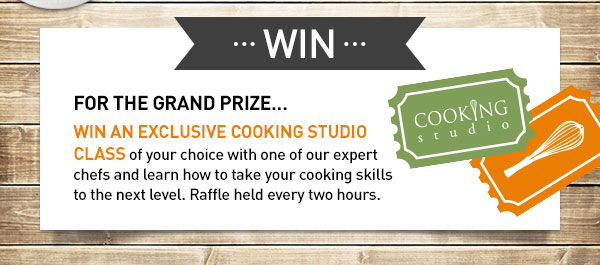 ... WIN ...
FOR THE GRAND PRIZE...
WIN AN EXCLUSIVE COOKING STUDIO
CLASS of your choice with one of our expert
chefs and learn how to take your cooking skills
to the next level. Raffle held every two hours.
COOKING
studio